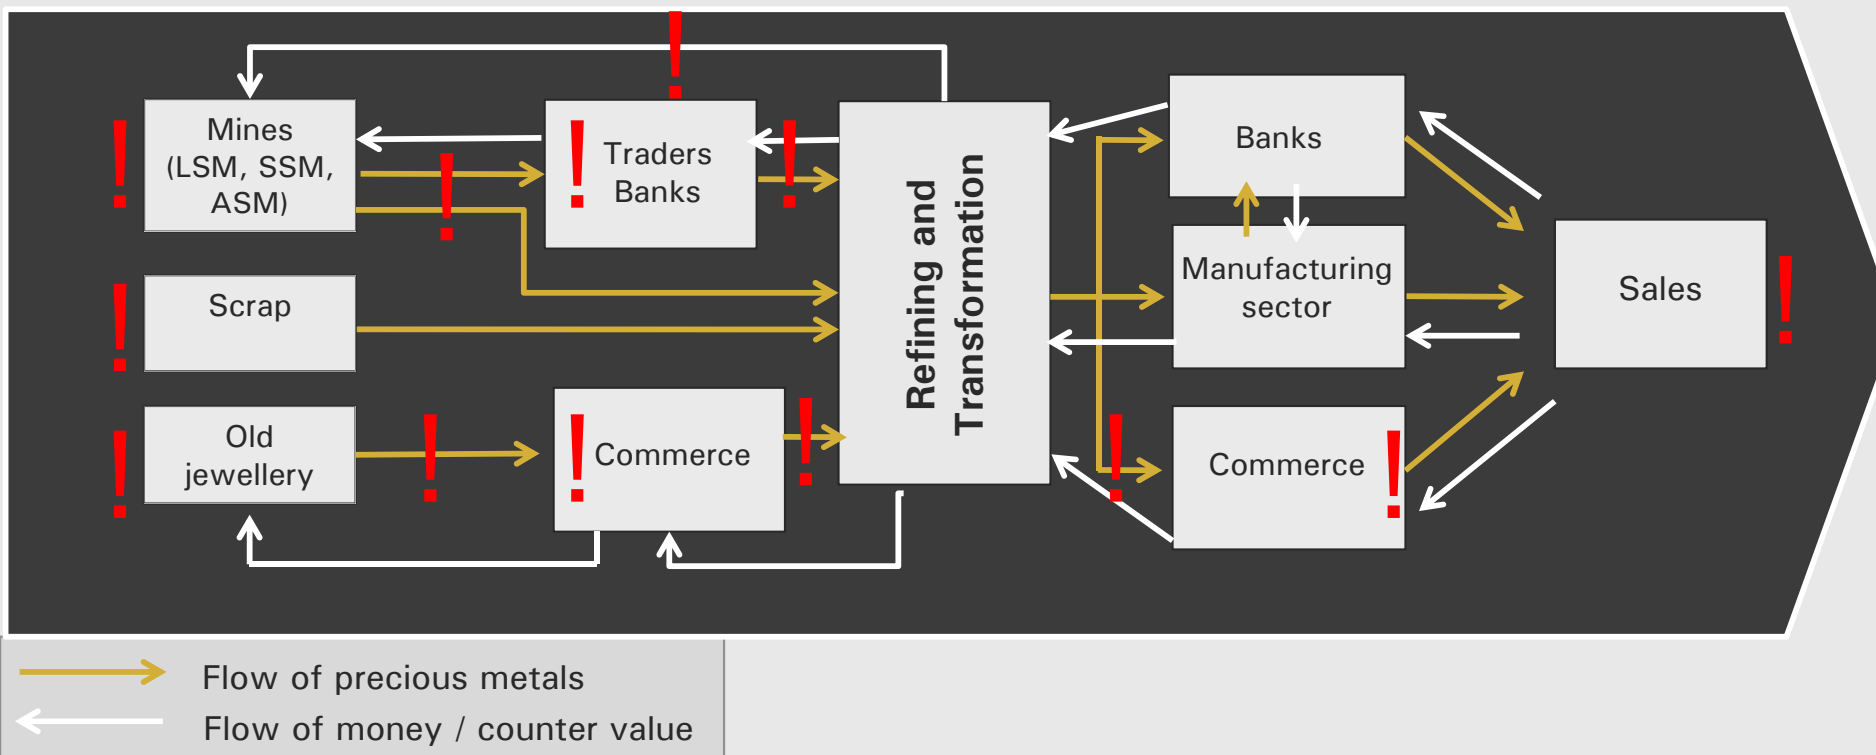 Mines
(LSM, SSM,
ASM)
Traders
Banks
Scrap
Old
jewellery
Commerce
Refining and
Transformation
Banks
Manufacturing
sector
Commerce
Sales
Flow of precious metals
Flow of money / counter value